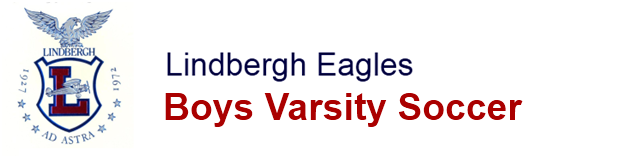 LINDBERGH
1927
1972
L
AD ASTRA
Lindbergh Eagles
Boys Varsity Soccer